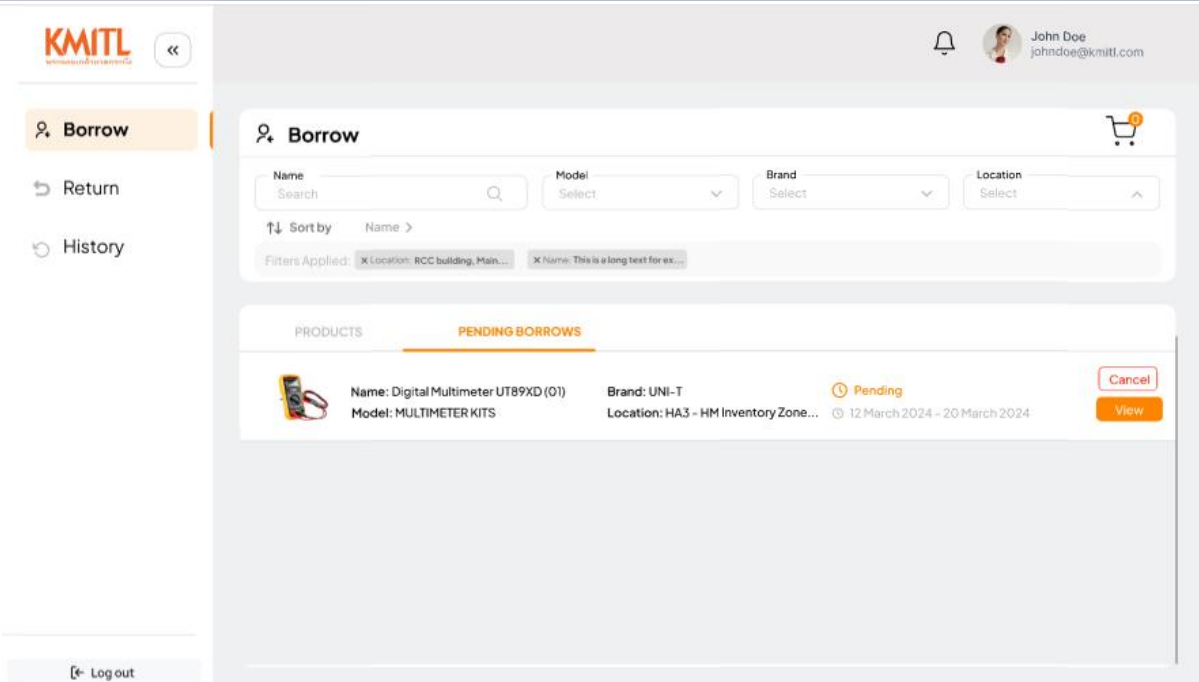 KMITL
«
John Doe
johndoe@kmitl.com
Borrow
Return
History
Log out
Borrow
0
Name
Search
Model
Select
Brand
Select
Location
Select
Sort by Name >
Filters Applied: × Location: RCC building, Main... × Name: This is a long text for ex...
PRODUCTS PENDING BORROWS
Name: Digital Multimeter UT89XD (01)
Model: MULTIMETER KITS
Brand: UNI-T
Location: HA3 - HM Inventory Zone...
Pending
12 March 2024 - 20 March 2024
Cancel
View